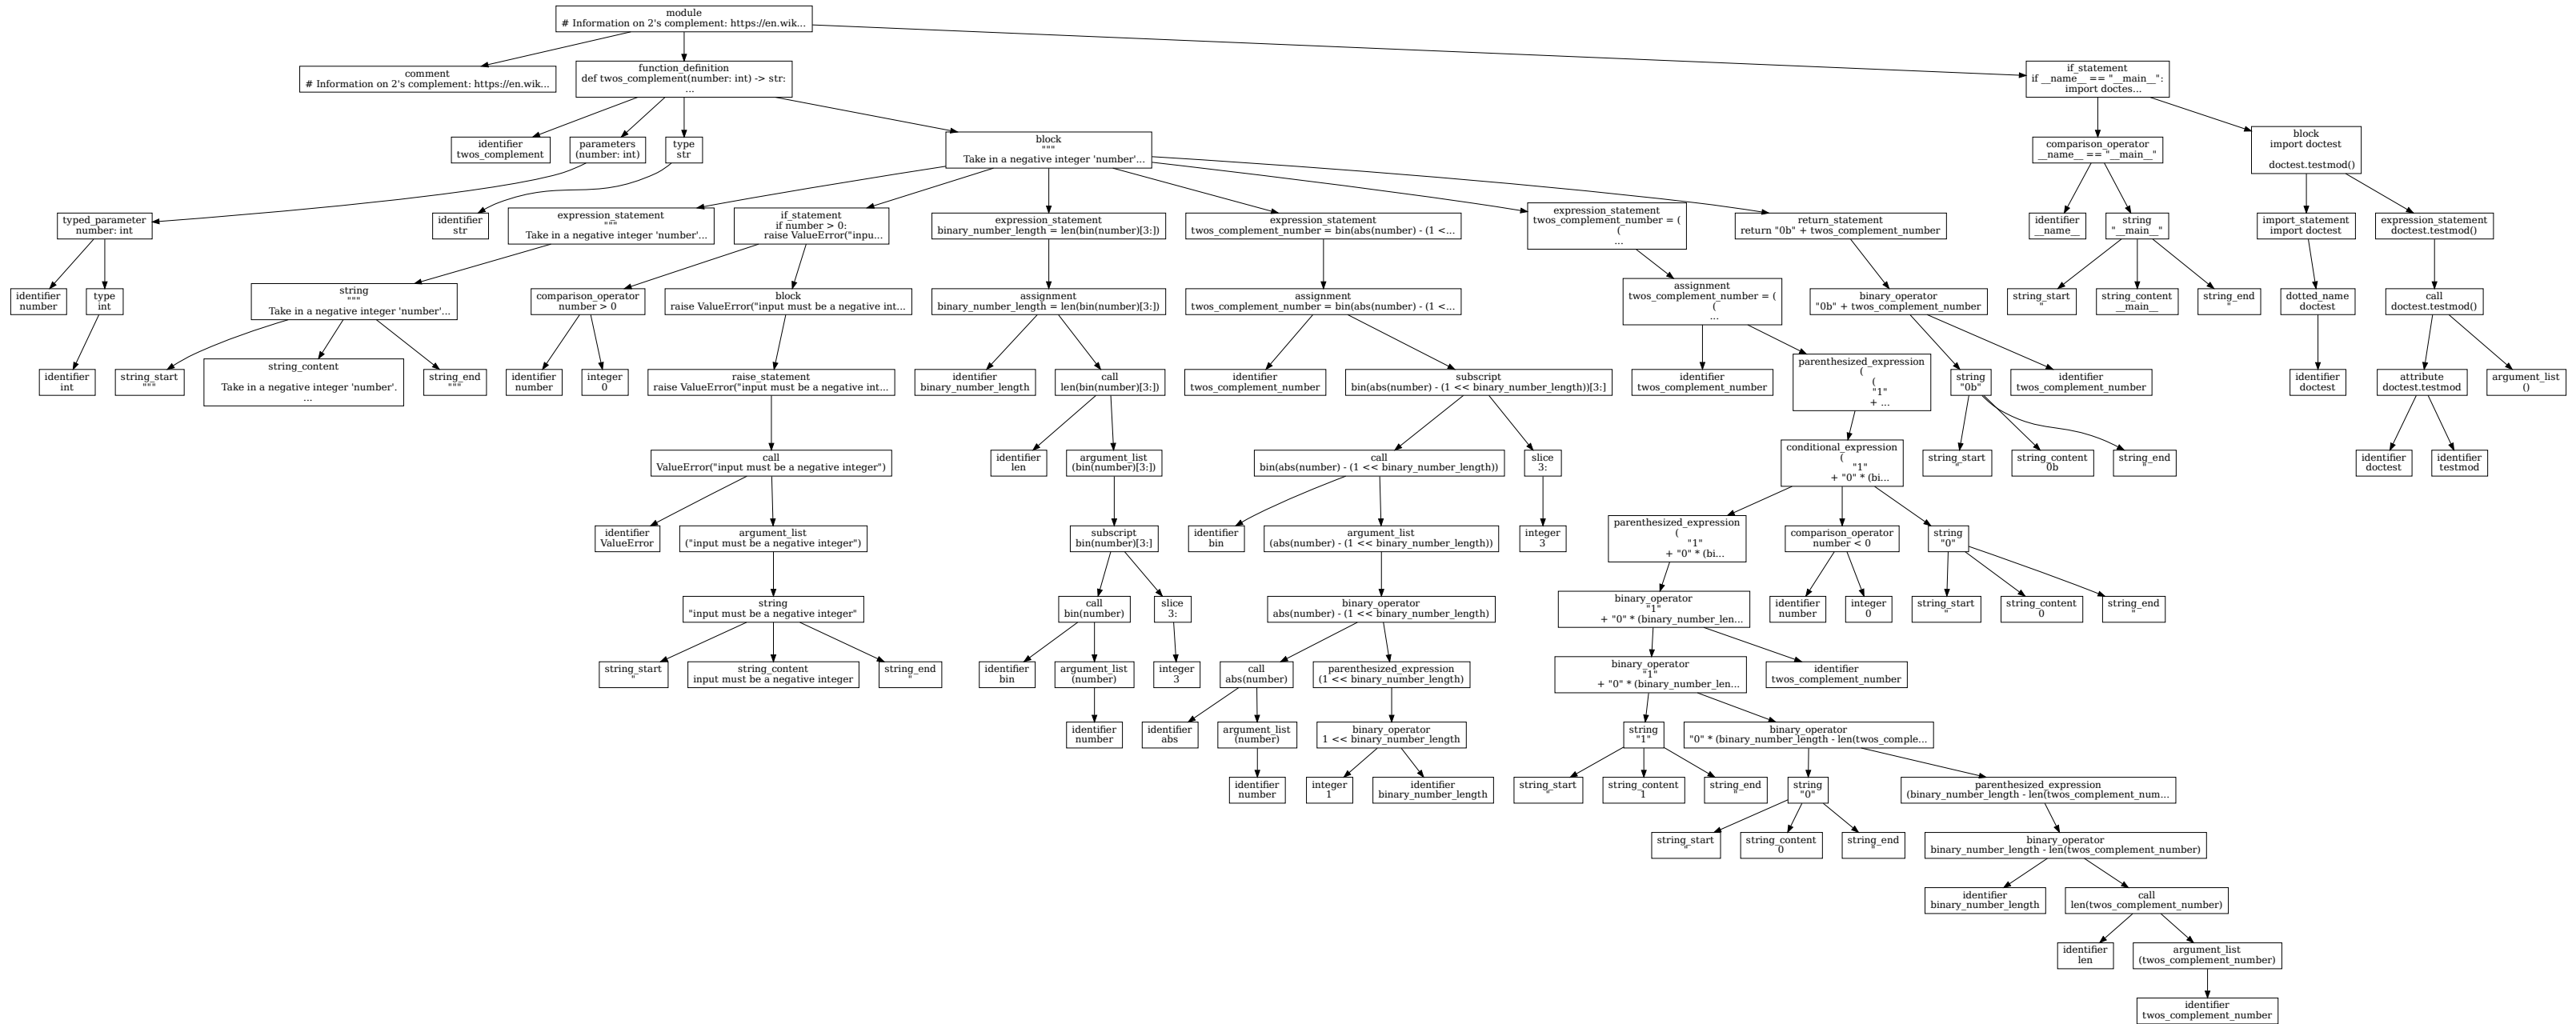 module
# Information on 2's complement: https://en.wik...
comment
# Information on 2's complement: https://en.wik...
function_definition
def twos_complement(number: int) -> str:
...
if_statement
if __name__ == "__main__":
import doctes...
identifier
twos_complement
parameters
(number: int)
type
str
block
"""
Take in a negative integer 'number'...
comparison_operator
__name__ == "__main__"
block
import doctest
doctest.testmod()
typed_parameter
number: int
identifier
str
expression_statement
"""
Take in a negative integer 'number'...
if_statement
if number > 0:
raise ValueError("inpu...
expression_statement
binary_number_length = len(bin(number)[3:])
expression_statement
twos_complement_number = bin(abs(number) - (1 <...
expression_statement
twos_complement_number = (
(
...
return_statement
return "0b" + twos_complement_number
identifier
__name__
string
"__main__"
import_statement
import doctest
expression_statement
doctest.testmod()
identifier
number
type
int
string
"""
Take in a negative integer 'number'...
comparison_operator
number > 0
block
raise ValueError("input must be a negative int...
assignment
binary_number_length = len(bin(number)[3:])
assignment
twos_complement_number = bin(abs(number) - (1 <...
assignment
twos_complement_number = (
(
...
binary_operator
"0b" + twos_complement_number
string_start
"
string_content
__main__
string_end
"
dotted_name
doctest
call
doctest.testmod()
identifier
int
string_start
"""
string_content
Take in a negative integer 'number'.
...
string_end
"""
identifier
number
integer
0
raise_statement
raise ValueError("input must be a negative int...
identifier
binary_number_length
call
len(bin(number)[3:])
identifier
twos_complement_number
subscript
bin(abs(number) - (1 << binary_number_length))[3:]
identifier
twos_complement_number
parenthesized_expression
(
(
"1"
+ ...
string
"0b"
identifier
twos_complement_number
identifier
doctest
attribute
doctest.testmod
argument_list
()
call
ValueError("input must be a negative integer")
identifier
len
argument_list
(bin(number)[3:])
call
bin(abs(number) - (1 << binary_number_length))
slice
3:
conditional_expression
(
"1"
+ "0" * (bi...
string_start
"
string_content
0b
string_end
"
identifier
doctest
identifier
testmod
identifier
ValueError
argument_list
("input must be a negative integer")
subscript
bin(number)[3:]
identifier
bin
argument_list
(abs(number) - (1 << binary_number_length))
integer
3
parenthesized_expression
(
"1"
+ "0" * (bi...
comparison_operator
number < 0
string
"0"
string
"input must be a negative integer"
call
bin(number)
slice
3:
binary_operator
abs(number) - (1 << binary_number_length)
binary_operator
"1"
+ "0" * (binary_number_len...
identifier
number
integer
0
string_start
"
string_content
0
string_end
"
string_start
"
string_content
input must be a negative integer
string_end
"
identifier
bin
argument_list
(number)
integer
3
call
abs(number)
parenthesized_expression
(1 << binary_number_length)
binary_operator
"1"
+ "0" * (binary_number_len...
identifier
twos_complement_number
identifier
number
identifier
abs
argument_list
(number)
binary_operator
1 << binary_number_length
string
"1"
binary_operator
"0" * (binary_number_length - len(twos_comple...
identifier
number
integer
1
identifier
binary_number_length
string_start
"
string_content
1
string_end
"
string
"0"
parenthesized_expression
(binary_number_length - len(twos_complement_num...
string_start
"
string_content
0
string_end
"
binary_operator
binary_number_length - len(twos_complement_number)
identifier
binary_number_length
call
len(twos_complement_number)
identifier
len
argument_list
(twos_complement_number)
identifier
twos_complement_number